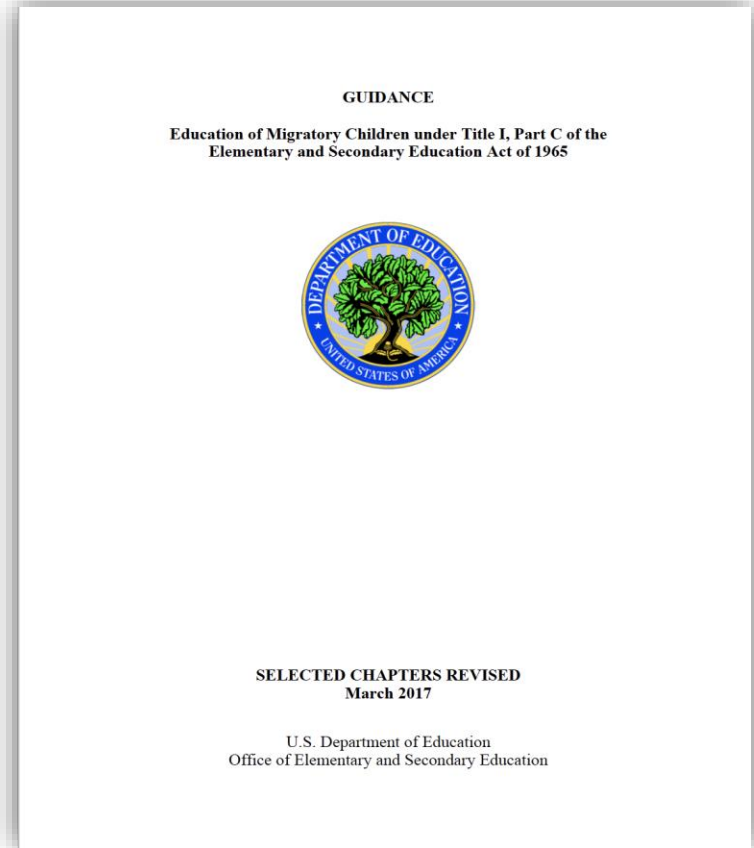 GUIDANCE
Education of Migratory Children under Title I, Part C of the
Elementary and Secondary Education Act of 1965
DEPARTMENT OF EDUCATION
UNITED STATES OF AMERICA
SELECTED CHAPTERS REVISED
March 2017
U.S. Department of Education
Office of Elementary and Secondary Education